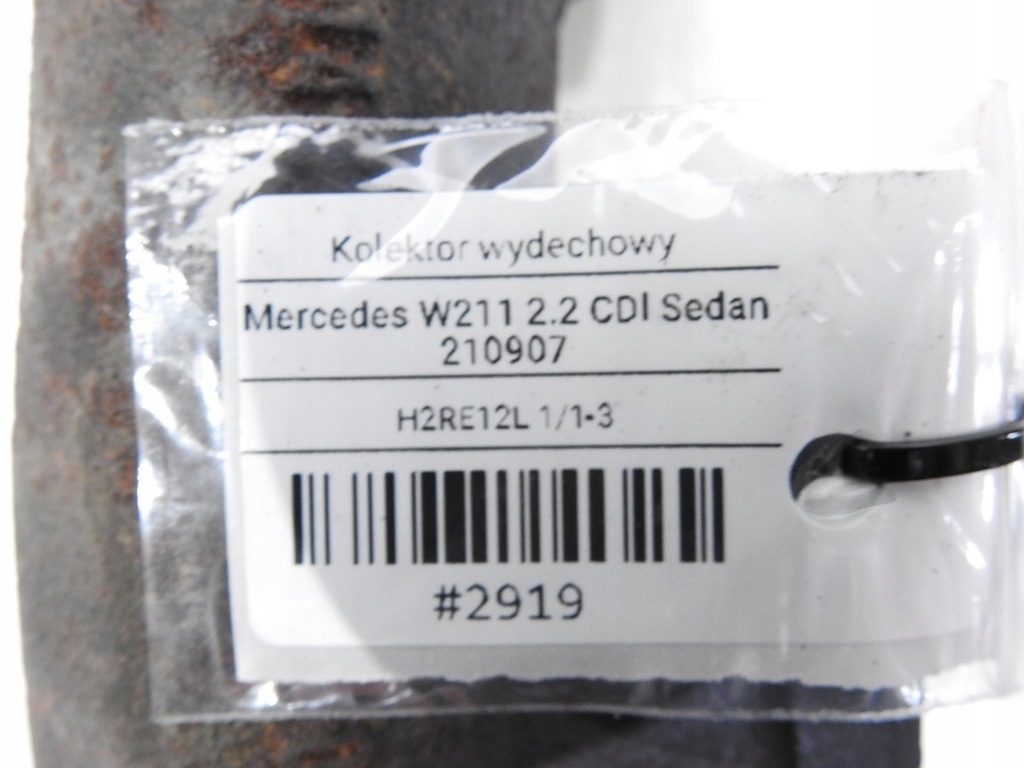 Kolektor wydechowy
Mercedes W211 2.2 CDI Sedan
210907
H2RE12L 1/1-3
#2919